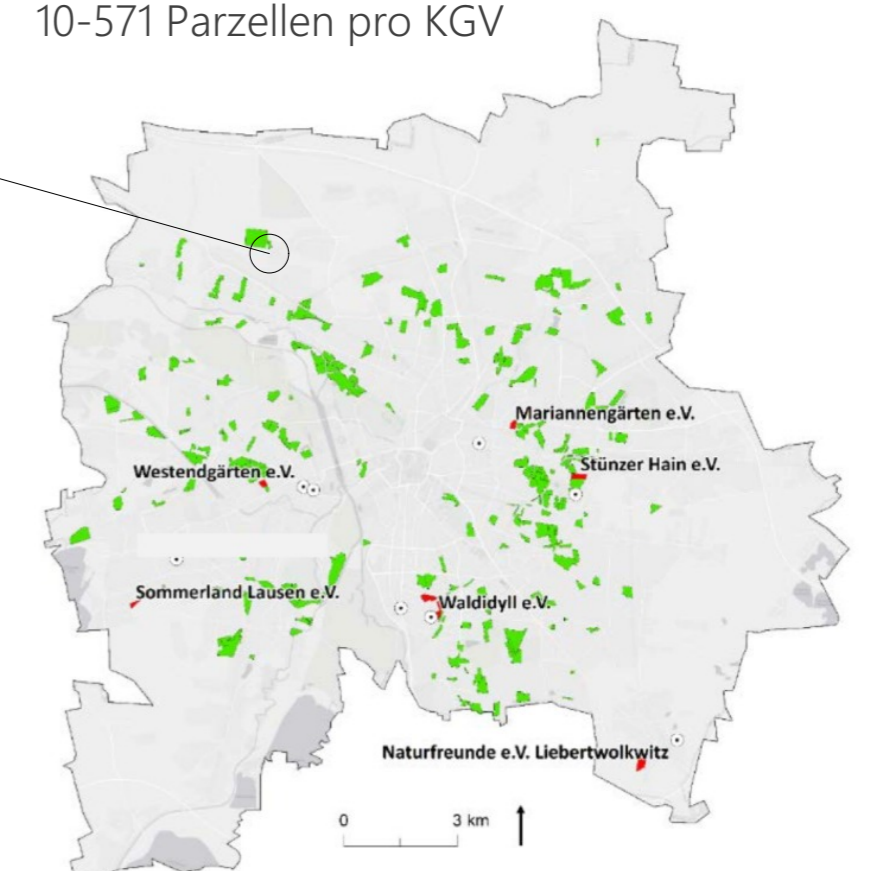 10-571 Parzellen pro KGV
Mariannengärten e.V.
Stünzer Hain e.V.
Westendgärten e.V.
Sommerland Lausen e.V.
Waldidyll e.V.
Naturfreunde e.V. Liebertwolkwitz
0 3 km